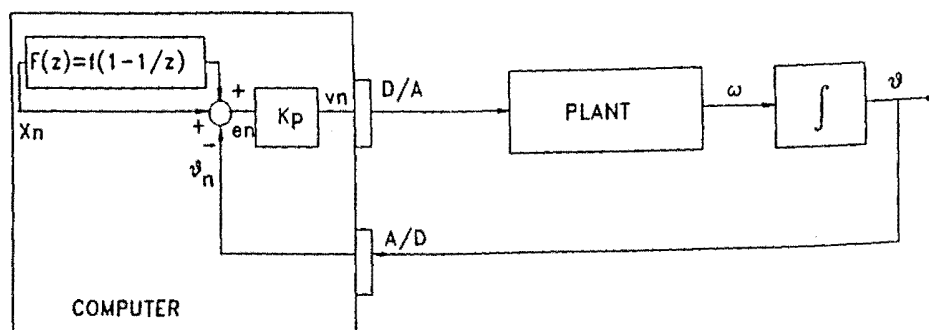 F(z)=f(1-1/z)
+
Xn
+
-
en
Kp
vn
D/A
PLANT
ω
∫
ϑ
ϑn
A/D
COMPUTER